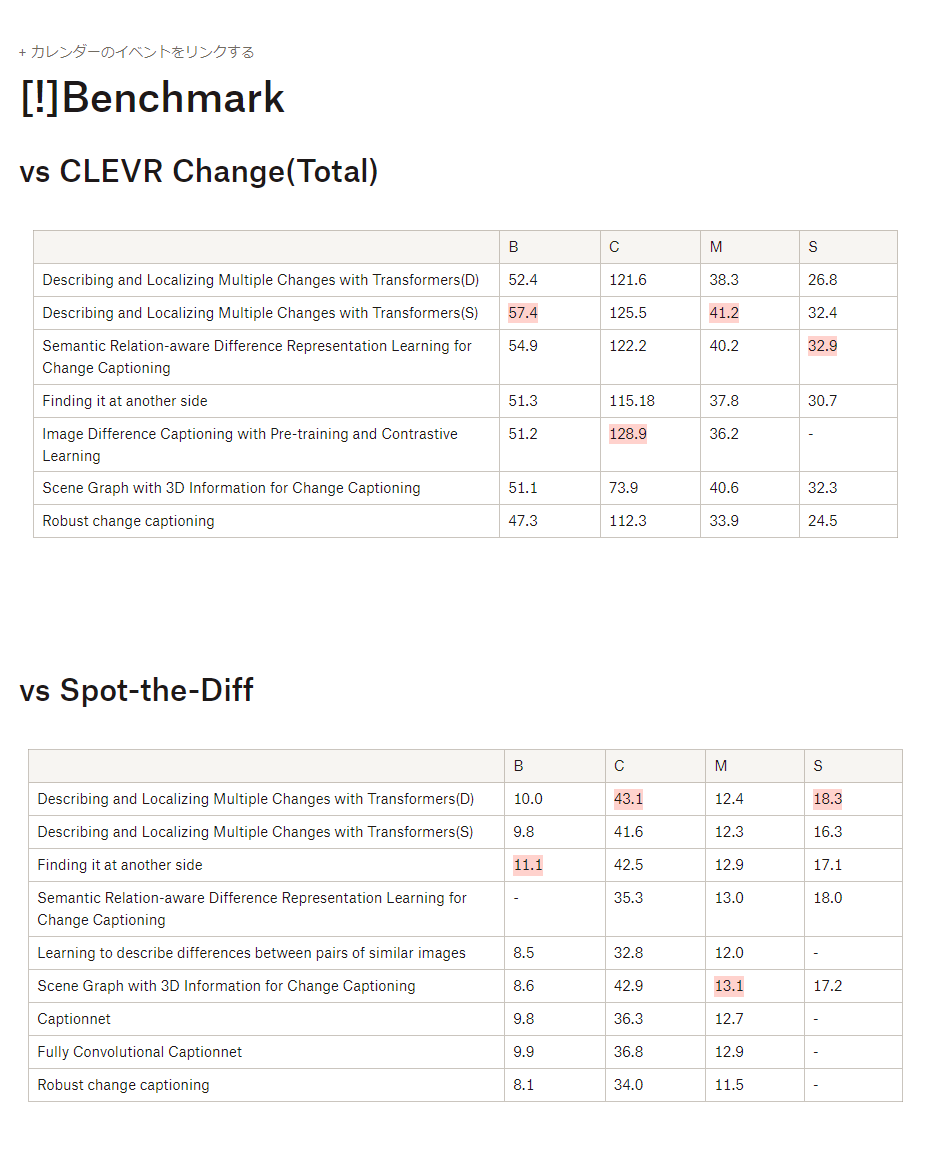 + カレンダーのイベントをリンクする
[!]Benchmark
vs CLEVR Change(Total)
B C M S
Describing and Localizing Multiple Changes with Transformers(D) 52.4 121.6 38.3 26.8
Describing and Localizing Multiple Changes with Transformers(S) 57.4 125.5 41.2 32.4
Semantic Relation-aware Difference Representation Learning for 54.9 122.2 40.2 32.9
Change Captioning
Finding it at another side 51.3 115.18 37.8 30.7
Image Difference Captioning with Pre-training and Contrastive 51.2 128.9 36.2 -
Learning
Scene Graph with 3D Information for Change Captioning 51.1 73.9 40.6 32.3
Robust change captioning 47.3 112.3 33.9 24.5
vs Spot-the-Diff
B C M S
Describing and Localizing Multiple Changes with Transformers(D) 10.0 43.1 12.4 18.3
Describing and Localizing Multiple Changes with Transformers(S) 9.8 41.6 12.3 16.3
Finding it at another side 11.1 42.5 12.9 17.1
Semantic Relation-aware Difference Representation Learning for - 35.3 13.0 18.0
Change Captioning
Learning to describe differences between pairs of similar images 8.5 32.8 12.0 -
Scene Graph with 3D Information for Change Captioning 8.6 42.9 13.1 17.2
Captionnet 9.8 36.3 12.7 -
Fully Convolutional Captionnet 9.9 36.8 12.9 -
Robust change captioning 8.1 34.0 11.5 -